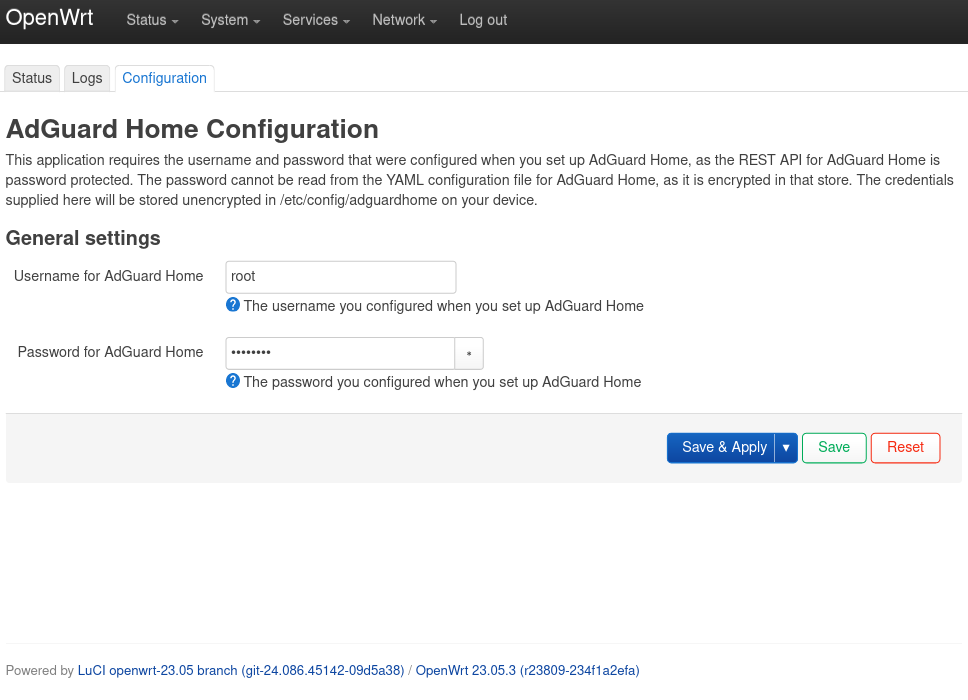 OpenWrt Status System Services Network Log out
Status Logs Configuration
AdGuard Home Configuration
This application requires the username and password that were configured when you set up AdGuard Home, as the REST API for AdGuard Home is
password protected. The password cannot be read from the YAML configuration file for AdGuard Home, as it is encrypted in that store. The credentials
supplied here will be stored unencrypted in /etc/config/adguardhome on your device.
General settings
Username for AdGuard Home root
? The username you configured when you set up AdGuard Home
Password for AdGuard Home •••••••• *
? The password you configured when you set up AdGuard Home
Save & Apply ▼ Save Reset
Powered by LuCI openwrt-23.05 branch (git-24.086.45142-09d5a38) / OpenWrt 23.05.3 (r23809-234f1a2efa)